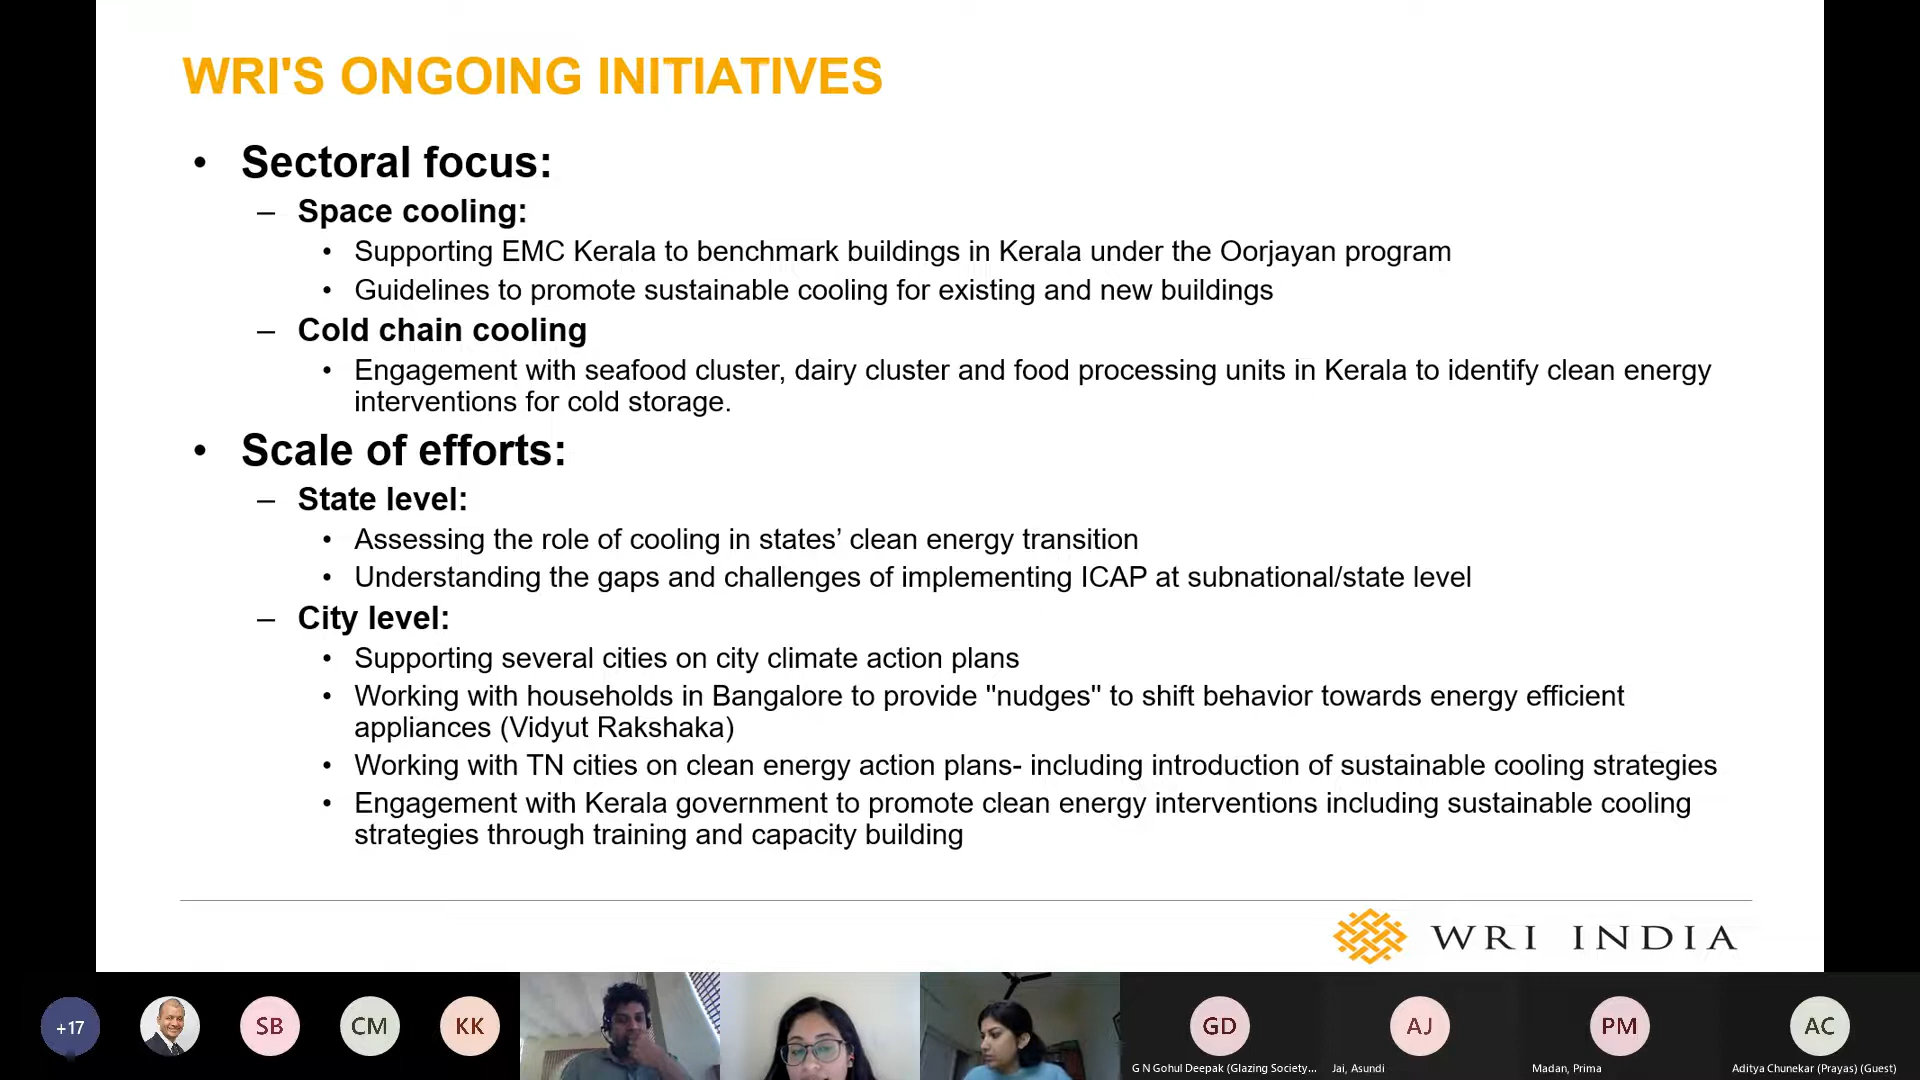 WRI'S ONGOING INITIATIVES
• Sectoral focus:
– Space cooling:
• Supporting EMC Kerala to benchmark buildings in Kerala under the Oorjayan program
• Guidelines to promote sustainable cooling for existing and new buildings
– Cold chain cooling
• Engagement with seafood cluster, dairy cluster and food processing units in Kerala to identify clean energy
interventions for cold storage.
• Scale of efforts:
– State level:
• Assessing the role of cooling in states’ clean energy transition
• Understanding the gaps and challenges of implementing ICAP at subnational/state level
– City level:
• Supporting several cities on city climate action plans
• Working with households in Bangalore to provide "nudges" to shift behavior towards energy efficient
appliances (Vidyut Rakshaka)
• Working with TN cities on clean energy action plans- including introduction of sustainable cooling strategies
• Engagement with Kerala government to promote clean energy interventions including sustainable cooling
strategies through training and capacity building
WRI INDIA
+17
SB
CM
KK
GD
G N Gohul Deepak (Glazing Society...
AJ
Jai, Asundi
PM
Madan, Prima
AC
Aditya Chunekar (Prayas) (Guest)